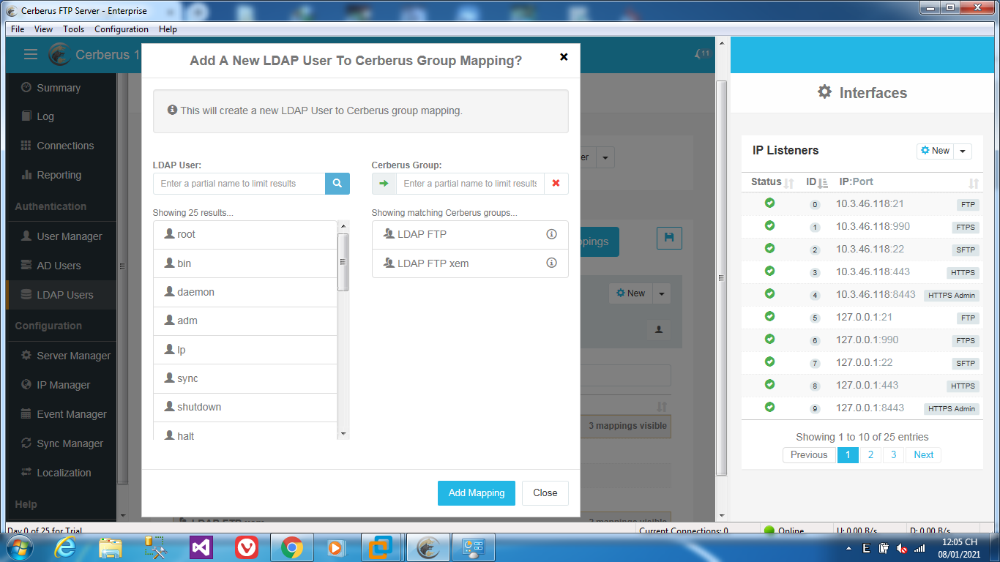 Cerberus FTP Server - Enterprise
File View Tools Configuration Help
Cerberus 1
11
Summary
Log
Connections
Reporting
Authentication
User Manager
AD Users
LDAP Users
Configuration
Server Manager
IP Manager
Event Manager
Sync Manager
Localization
Help
Add A New LDAP User To Cerberus Group Mapping?
This will create a new LDAP User to Cerberus group mapping.
LDAP User:
Enter a partial name to limit results
Showing 25 results...
root
bin
daemon
adm
lp
sync
shutdown
halt
Cerberus Group:
Enter a partial name to limit results
Showing matching Cerberus groups...
LDAP FTP
LDAP FTP xem
Add Mapping Close
er
ppings
New
3 mappings visible
LDAP FTP xem
2 mappings visible
Interfaces
IP Listeners
New
Status ID IP:Port
0 10.3.46.118:21 FTP
1 10.3.46.118:990 FTPS
2 10.3.46.118:22 SFTP
3 10.3.46.118:443 HTTPS
4 10.3.46.118:8443 HTTPS Admin
5 127.0.0.1:21 FTP
6 127.0.0.1:990 FTPS
7 127.0.0.1:22 SFTP
8 127.0.0.1:443 HTTPS
9 127.0.0.1:8443 HTTPS Admin
Showing 1 to 10 of 25 entries
Previous 1 2 3 Next
Day 0 of 25 for Trial
Current Connections: 0 Online U: 0.00 B/s D: 0.00 B/s
E
12:05 CH
08/01/2021